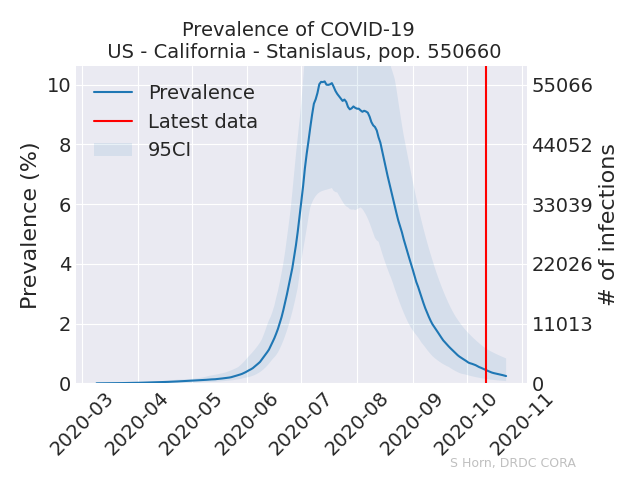 Prevalence of COVID-19
US - California - Stanislaus, pop. 550660
Prevalence
Latest data
95CI
Prevalence (%)
10
8
6
4
2
0
55066
44052
33039
22026
11013
0
# of infections
2020-03
2020-04
2020-05
2020-06
2020-07
2020-08
2020-09
2020-10
2020-11
S Horn, DRDC CORA